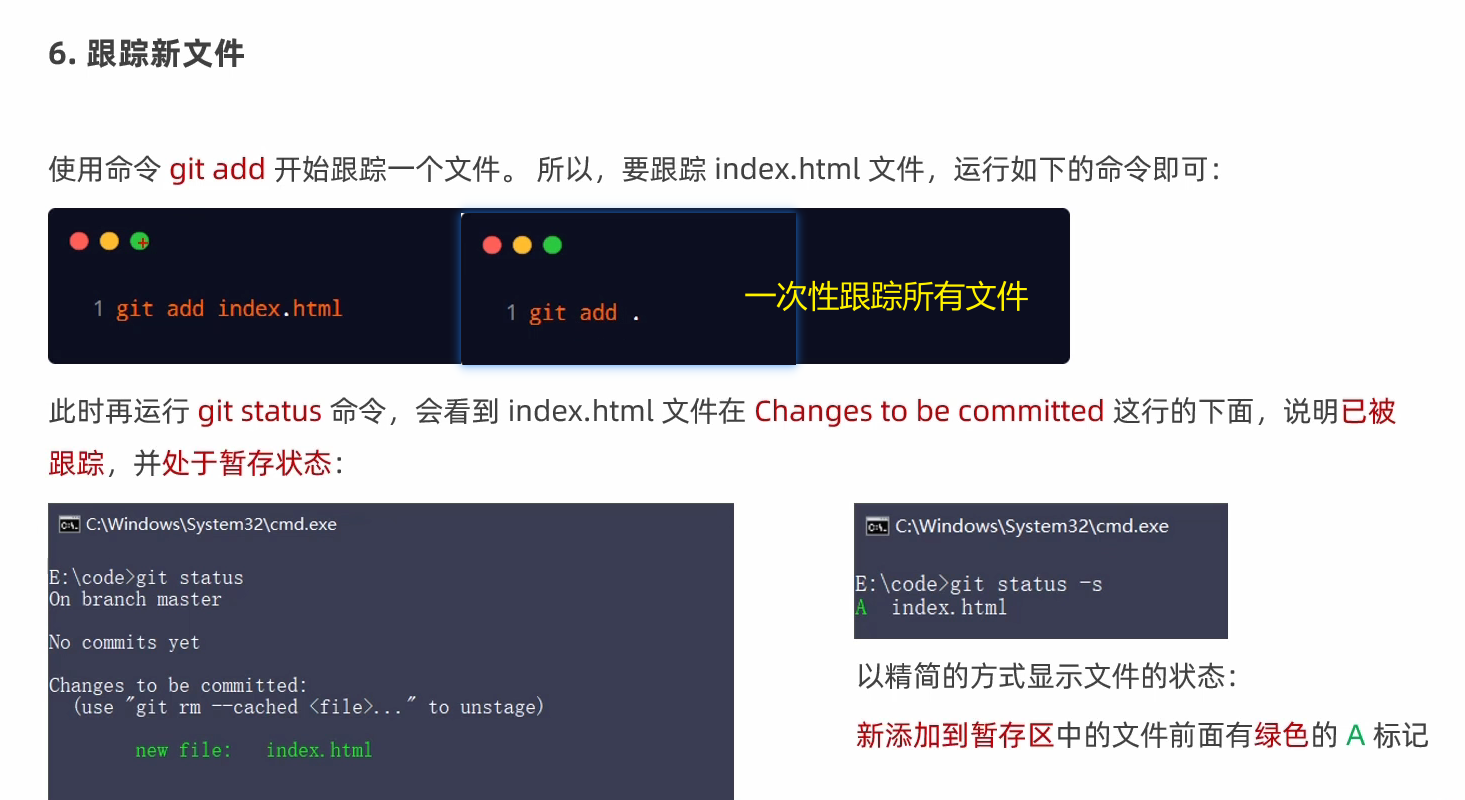 6. 跟踪新文件
使用命令 git add 开始跟踪一个文件。 所以，要跟踪 index.html 文件，运行如下的命令即可：
1 git add index.html
1 git add .
一次性跟踪所有文件
此时再运行 git status 命令，会看到 index.html 文件在 Changes to be committed 这行的下面，说明已被
跟踪，并处于暂存状态：
C:\Windows\System32\cmd.exe
E:\code>git status
On branch master
No commits yet
Changes to be committed:
(use "git rm --cached <file>..." to unstage)
new file: index.html
C:\Windows\System32\cmd.exe
E:\code>git status -s
A index.html
以精简的方式显示文件的状态：
新添加到暂存区中的文件前面有绿色的 A 标记